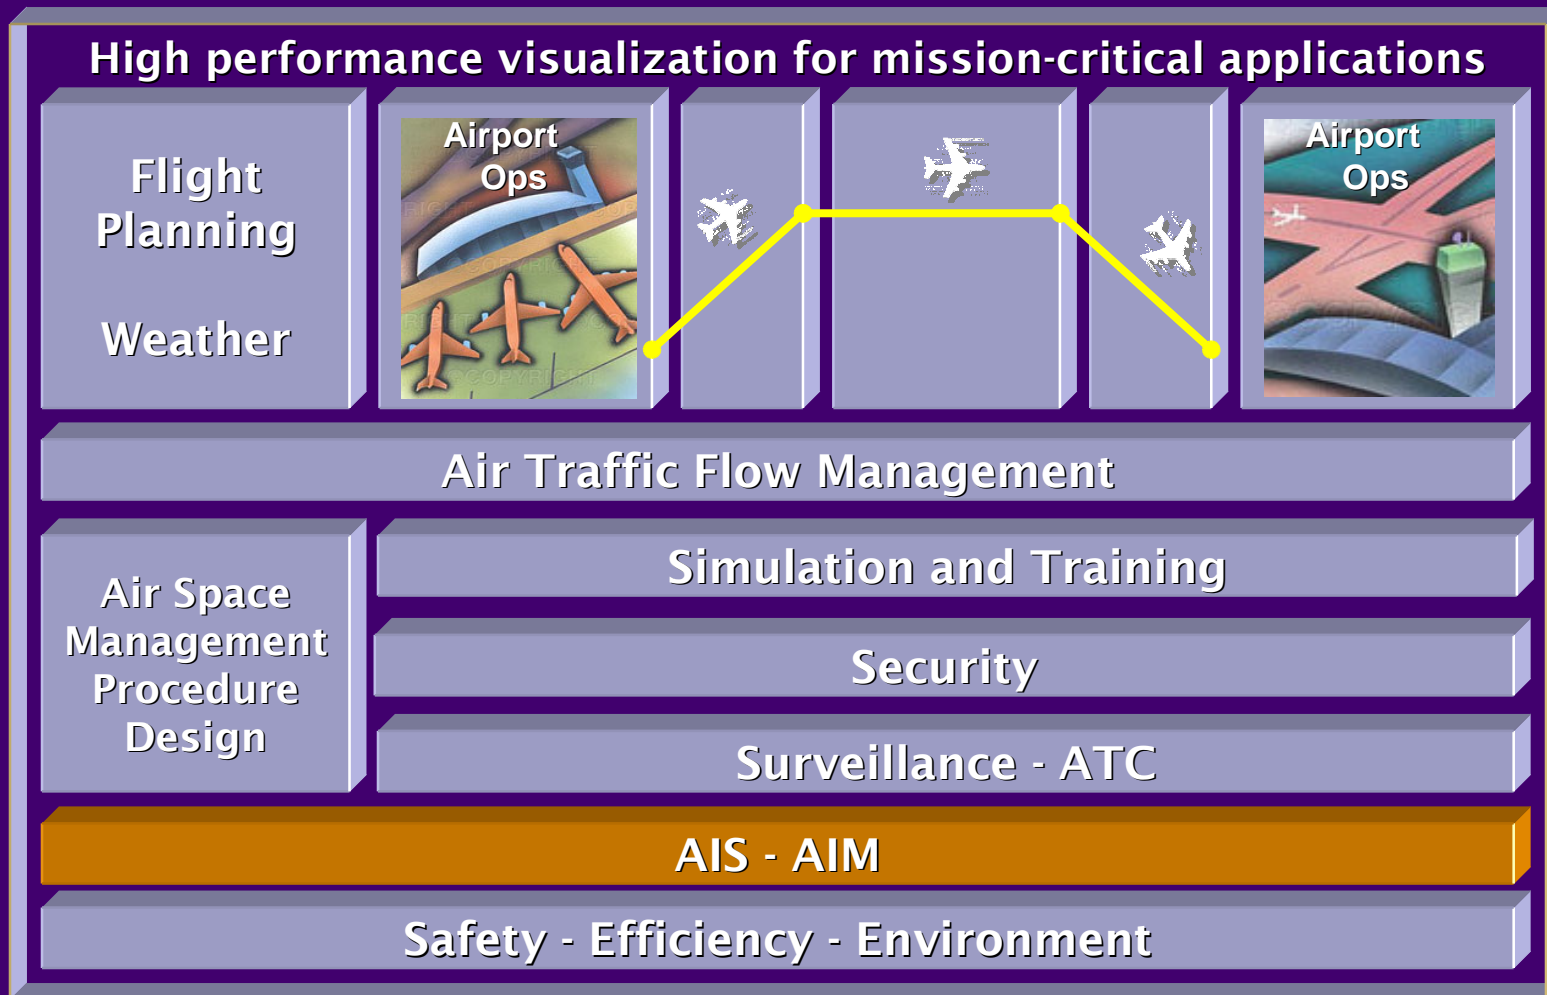 High performance visualization for mission-critical applications
Flight
Planning
Weather
Airport
Ops
Airport
Ops
Air Traffic Flow Management
Air Space
Management
Procedure
Design
Simulation and Training
Security
Surveillance - ATC
AIS - AIM
Safety - Efficiency - Environment